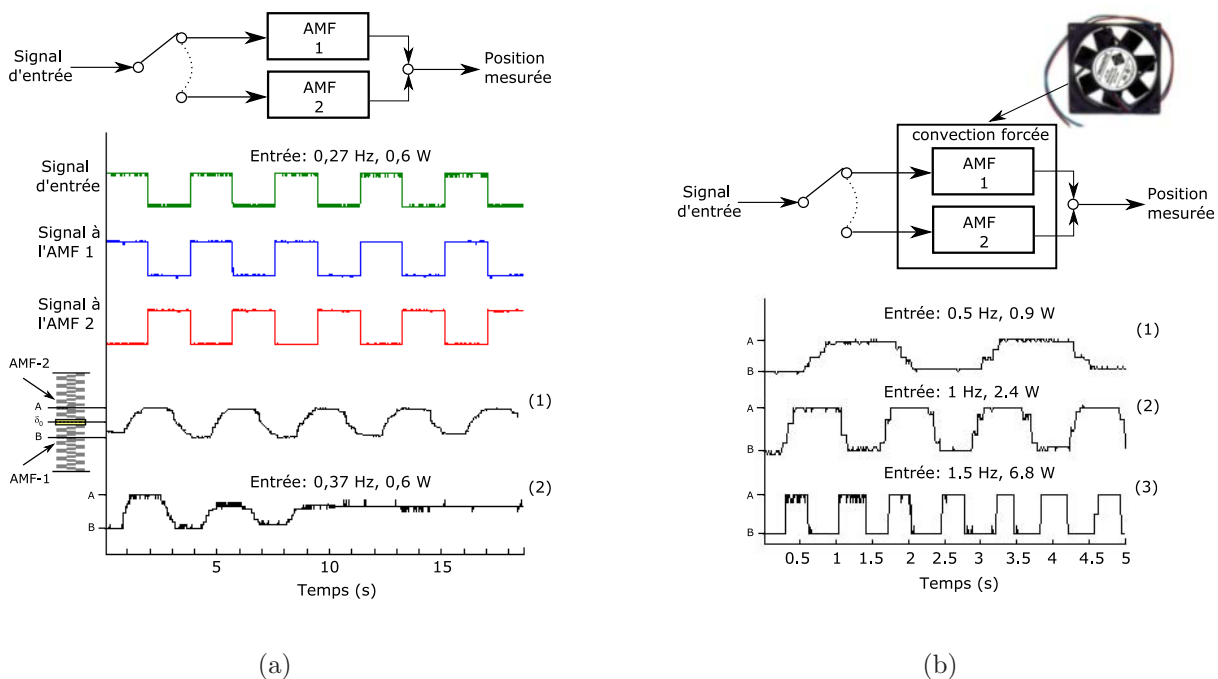 Signal
d'entrée
AMF
1
AMF
2
Position
mesurée
Entrée: 0,27 Hz, 0,6 W
Signal
d'entrée
Signal à
l'AMF 1
Signal à
l'AMF 2
AMF-2
A
δ0
B
AMF-1
(1)
Entrée: 0,37 Hz, 0,6 W
(2)
A
B
5 10 15
Temps (s)
(a)
convection forcée
Signal
d'entrée
AMF
1
AMF
2
Position
mesurée
Entrée: 0.5 Hz, 0.9 W
(1)
A
B
Entrée: 1 Hz, 2.4 W
(2)
A
B
Entrée: 1.5 Hz, 6.8 W
(3)
A
B
0.5 1 1.5 2 2.5 3 3.5 4 4.5 5
Temps (s)
(b)